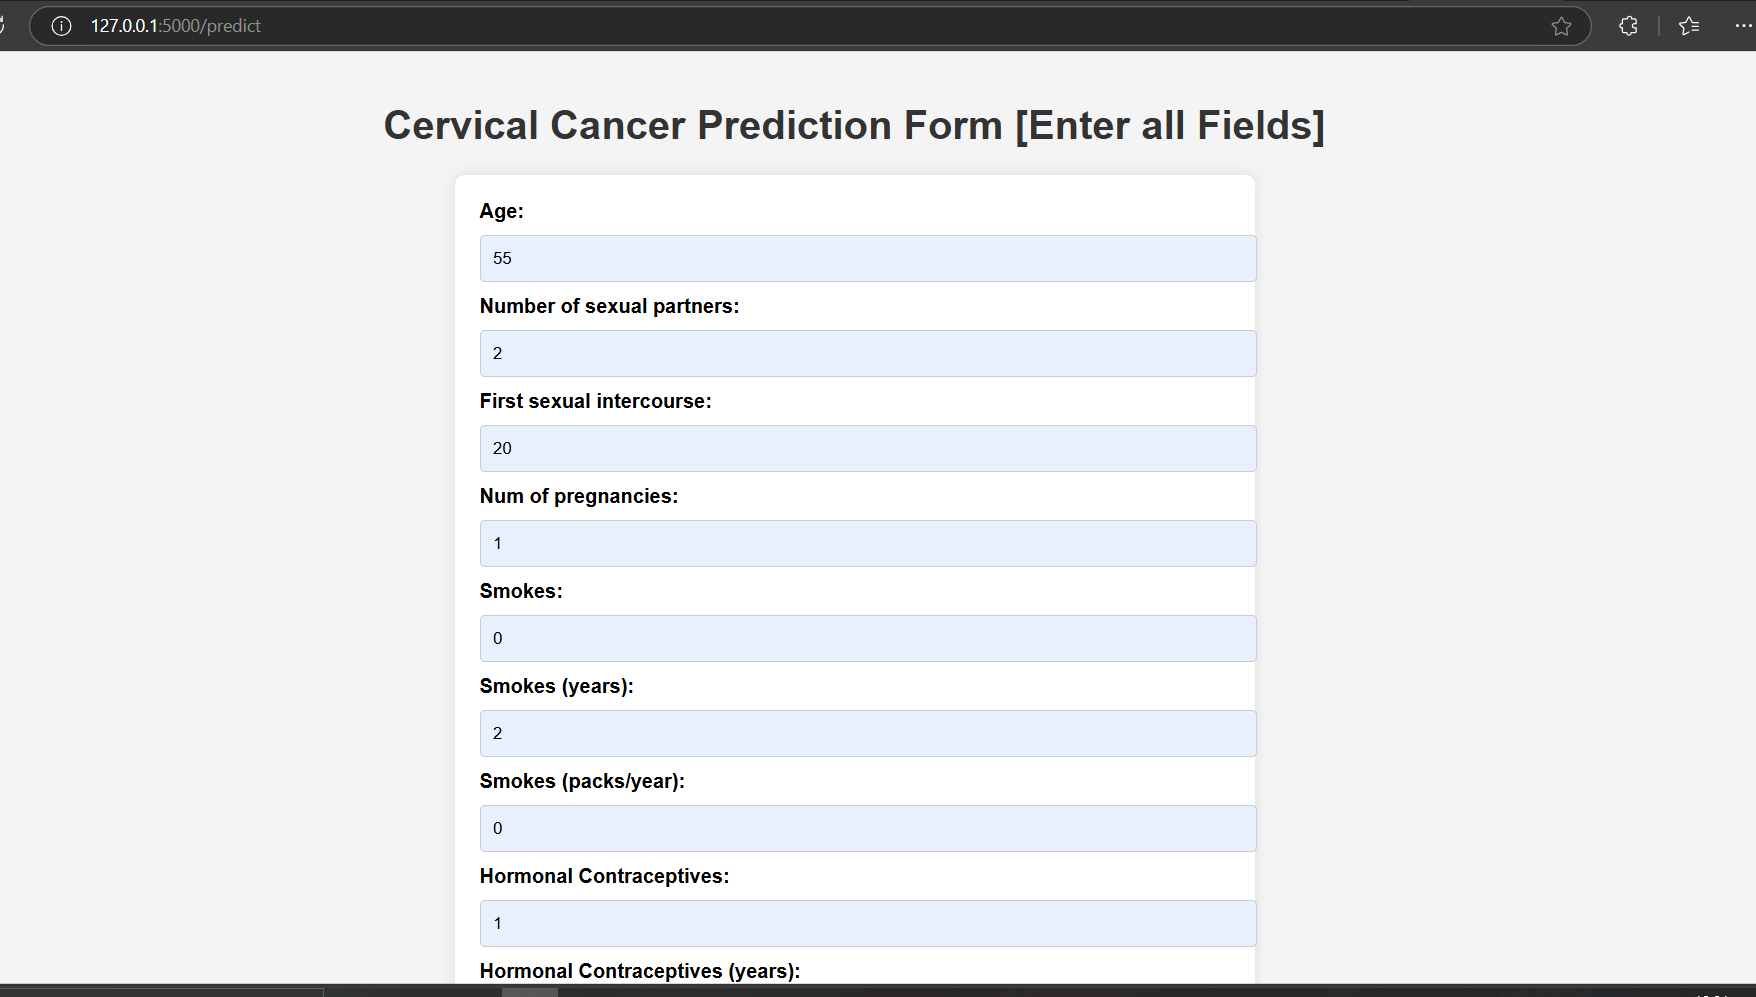 127.0.0.1:5000/predict
Cervical Cancer Prediction Form [Enter all Fields]
Age:
55
Number of sexual partners:
2
First sexual intercourse:
20
Num of pregnancies:
1
Smokes:
0
Smokes (years):
2
Smokes (packs/year):
0
Hormonal Contraceptives:
1
Hormonal Contraceptives (years):